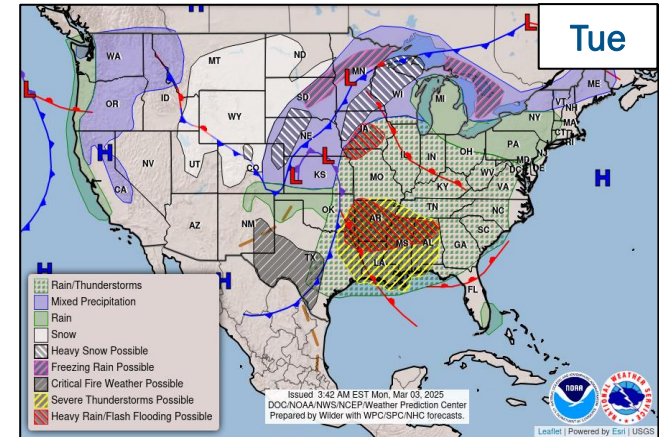 Tue
H
L
WA
MT
ND
MN
L
ME
OR
ID
SD
WI
MI
VT
NH
L
WY
NY
MA
CT
RI
NE
IA
PA
NJ
H
NV
UT
CO
L
L
IL
IN
OH
MD
DE
DC
WV
H
CA
KS
MO
KY
VA
AZ
NM
OK
AR
TN
NC
SC
MS
AL
GA
TX
LA
H
H
FL
Rain/Thunderstorms
Mixed Precipitation
Rain
Snow
Heavy Snow Possible
Freezing Rain Possible
Critical Fire Weather Possible
Severe Thunderstorms Possible
Heavy Rain/Flash Flooding Possible
Issued 3:42 AM EST Mon, Mar 03, 2025
DOC/NOAA/NWS/NCEP/Weather Prediction Center
Prepared by Wilder with WPC/SPC/NHC forecasts.
NOAA
NATIONAL WEATHER SERVICE
Leaflet | Powered by Esri | USGS